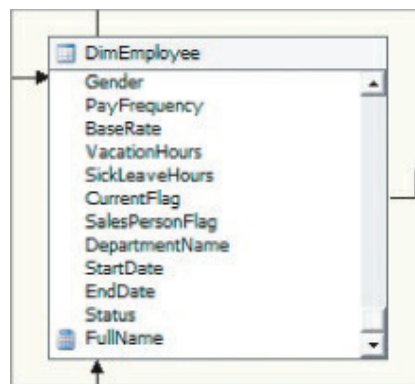 DimEmployee
Gender
PayFrequency
BaseRate
VacationHours
SickLeaveHours
CurrentFlag
SalesPersonFlag
DepartmentName
StartDate
EndDate
Status
FullName